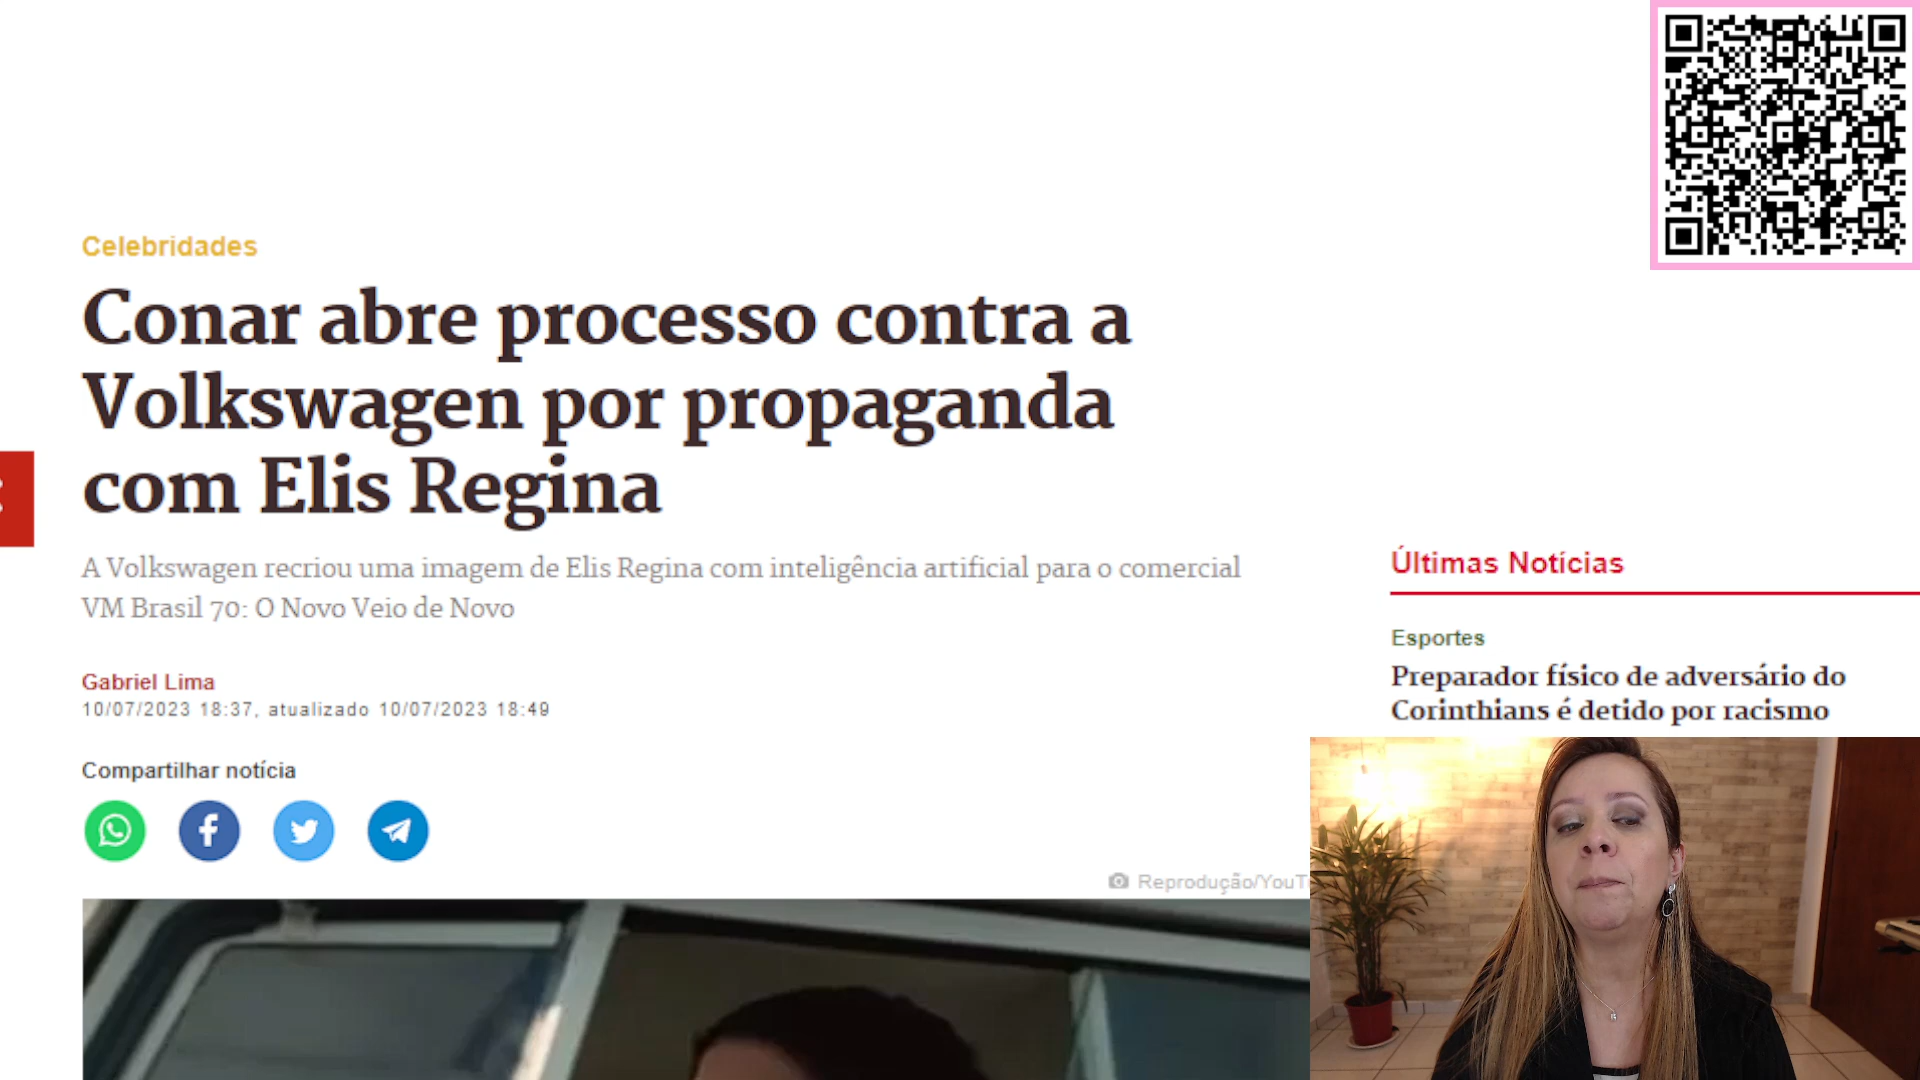 Celebridades
Conar abre processo contra a
Volkswagen por propaganda
com Elis Regina
A Volkswagen recriou uma imagem de Elis Regina com inteligência artificial para o comercial
VM Brasil 70: O Novo Veio de Novo
Gabriel Lima
10/07/2023 18:37, atualizado 10/07/2023 18:49
Compartilhar notícia
Reprodução/YouT
Últimas Notícias
Esportes
Preparador físico de adversário do
Corinthians é detido por racismo